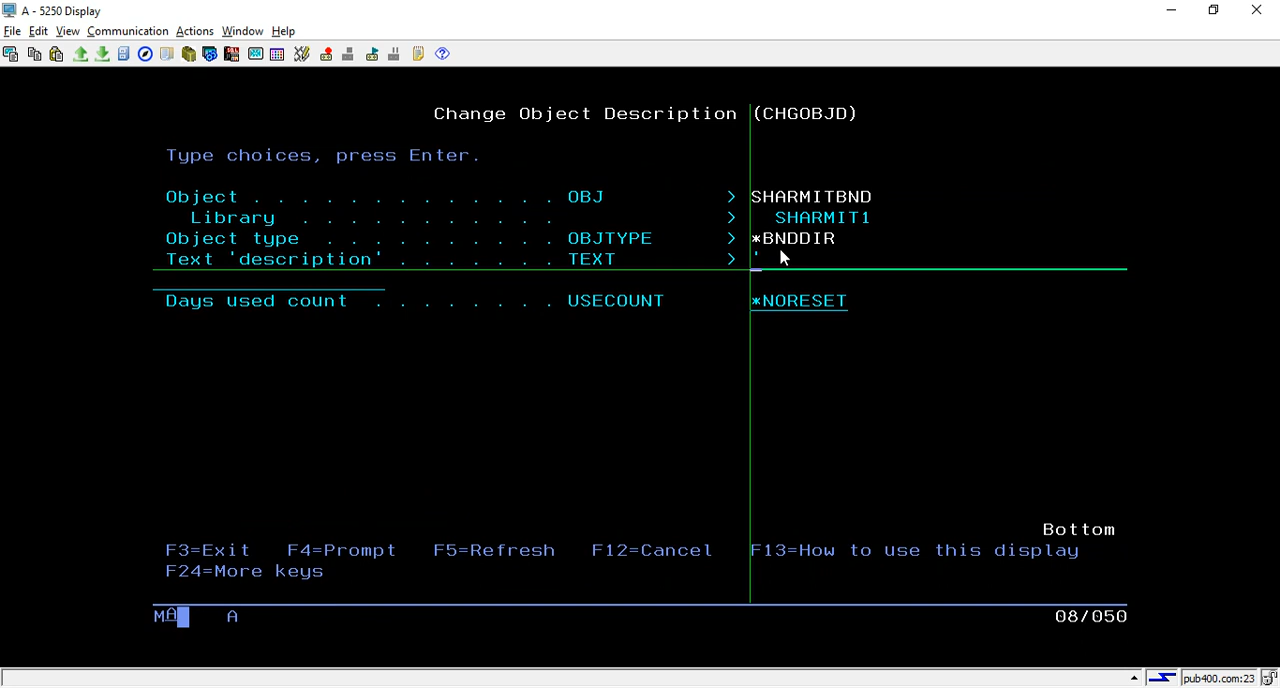 A - 5250 Display
File Edit View Communication Actions Window Help
Change Object Description (CHGOBJD)
Type choices, press Enter.
Object . . . . . . . . . . . . . OBJ > SHARMITBND
Library . . . . . . . . . . . > SHARMIT1
Object type . . . . . . . . . . OBJTYPE > *BNDDIR
Text 'description' . . . . . . . TEXT > '
Days used count . . . . . . . . USECOUNT *NORESET
Bottom
F3=Exit F4=Prompt F5=Refresh F12=Cancel F13=How to use this display
F24=More keys
MA A 08/050
pub400.com:23